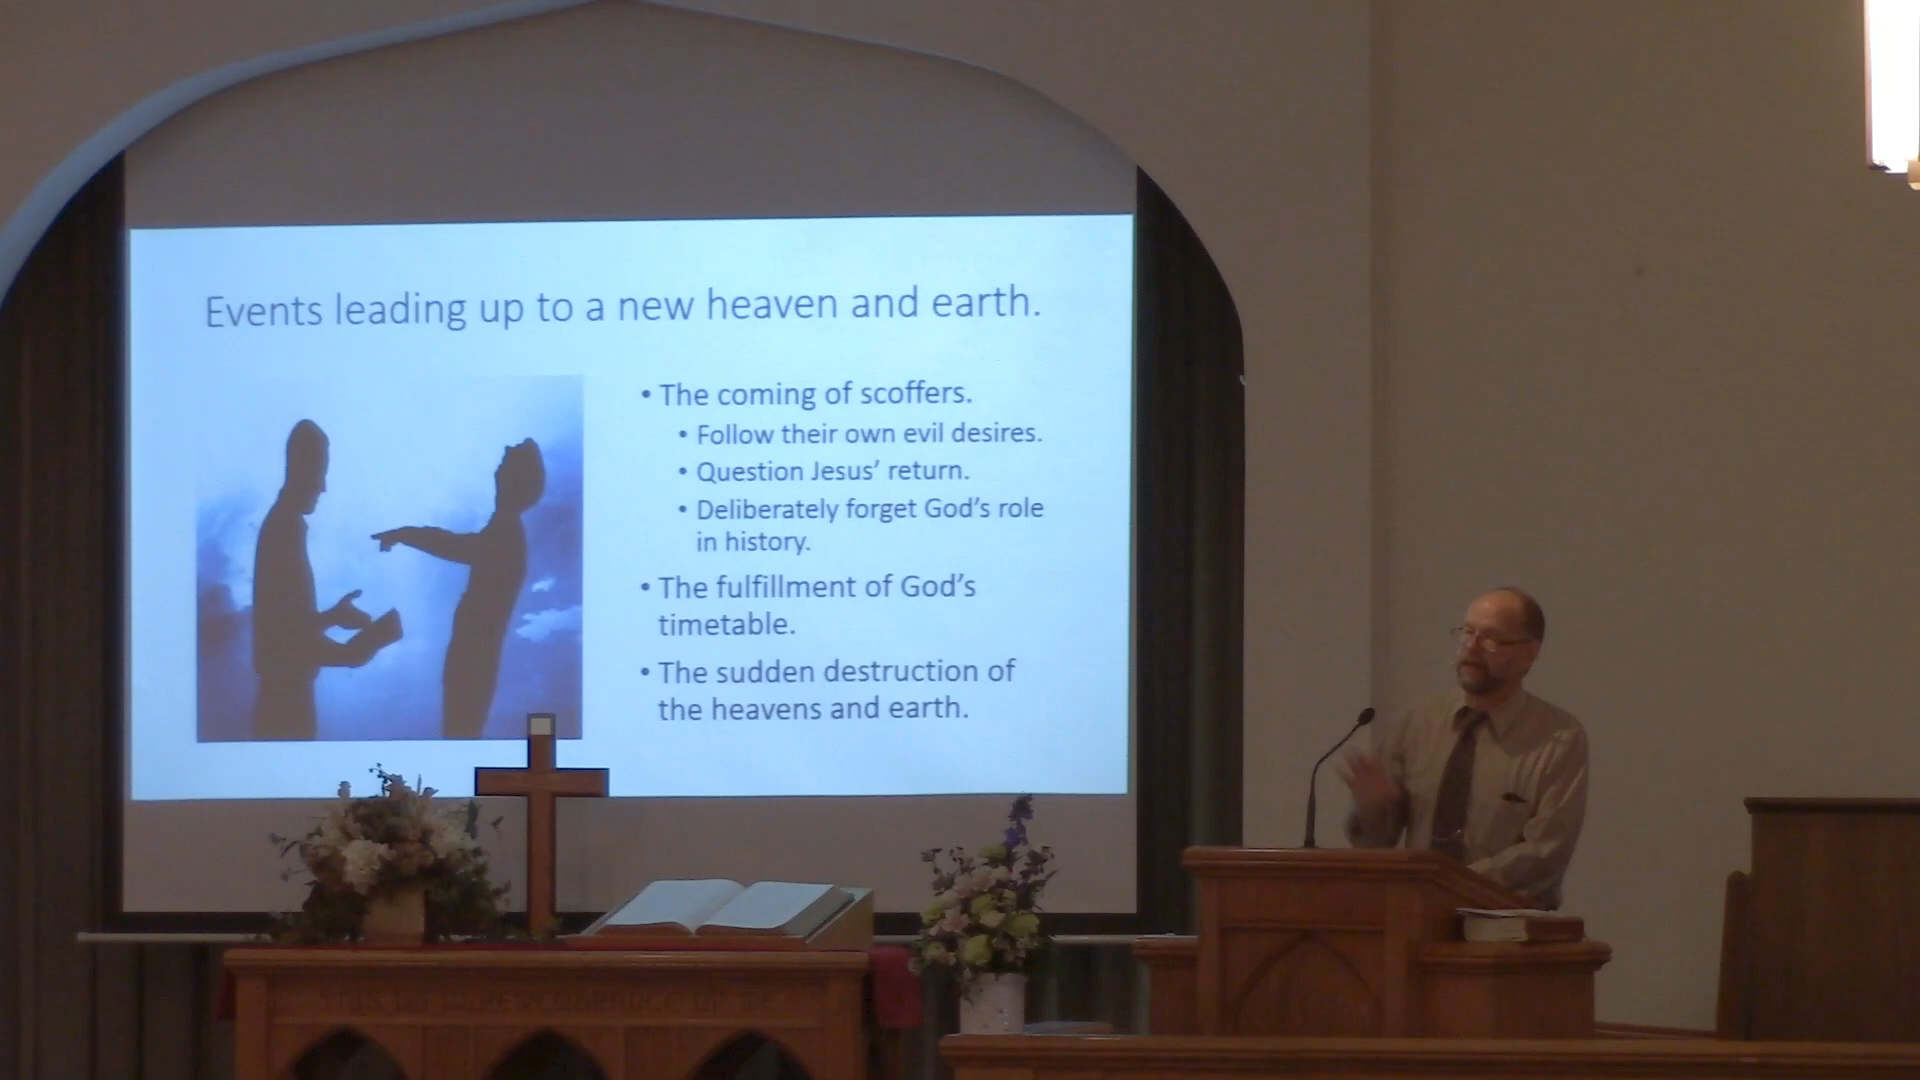 Events leading up to a new heaven and earth.
• The coming of scoffers.
• Follow their own evil desires.
• Question Jesus’ return.
• Deliberately forget God’s role
in history.
• The fulfillment of God’s
timetable.
• The sudden destruction of
the heavens and earth.